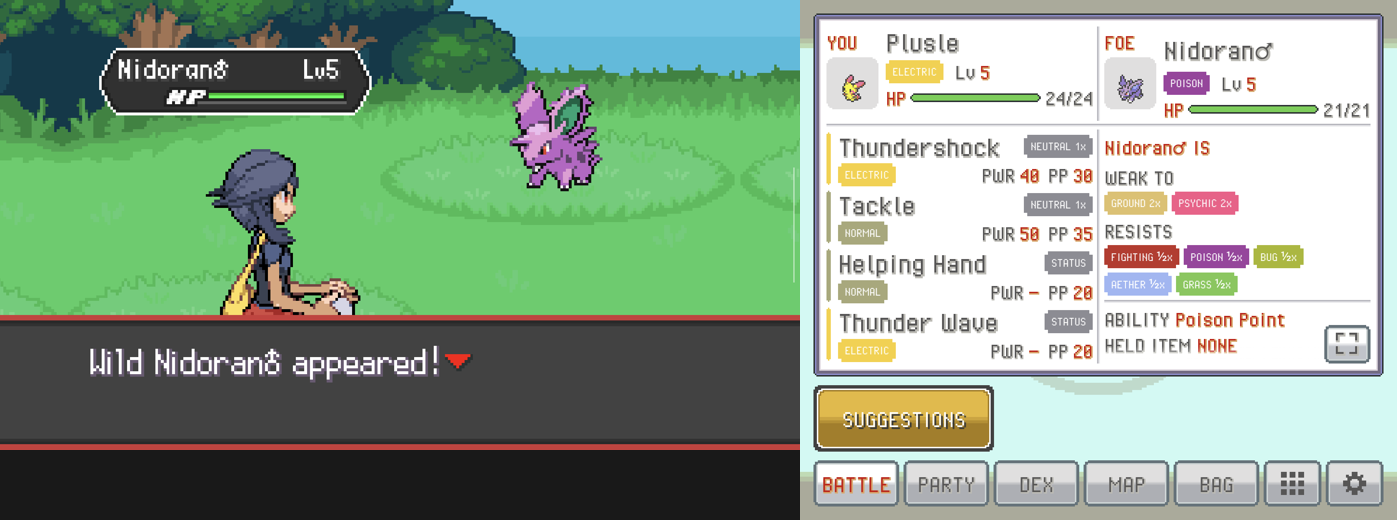 Nidoran♂ Lv5
HP
Wild Nidoran♂ appeared!
YOU Plusle
ELECTRIC Lv 5
HP 24/24
FOE Nidoran♂
POISON Lv 5
HP 21/21
Thundershock NEUTRAL 1x
ELECTRIC PWR 40 PP 30
Tackle NEUTRAL 1x
NORMAL PWR 50 PP 35
Helping Hand STATUS
NORMAL PWR – PP 20
Thunder Wave STATUS
ELECTRIC PWR – PP 20
Nidoran♂ IS
WEAK TO
GROUND 2x PSYCHIC 2x
RESISTS
FIGHTING ½x POISON ½x BUG ½x
AETHER ½x GRASS ½x
ABILITY Poison Point
HELD ITEM NONE
SUGGESTIONS
BATTLE PARTY DEX MAP BAG